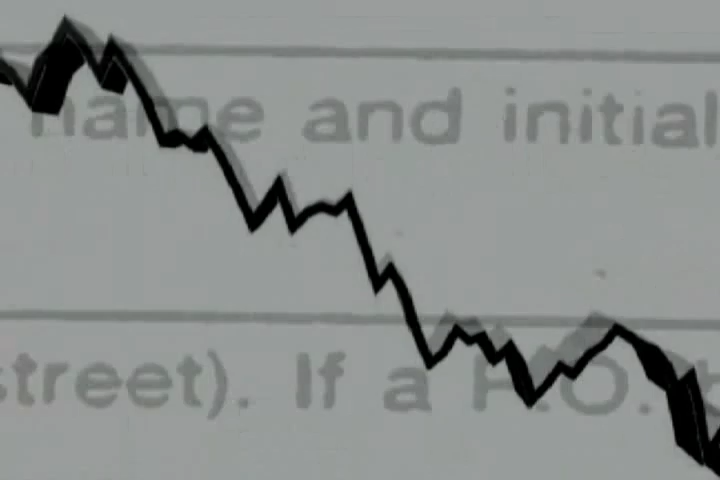 name and initial
street). If a P.O.